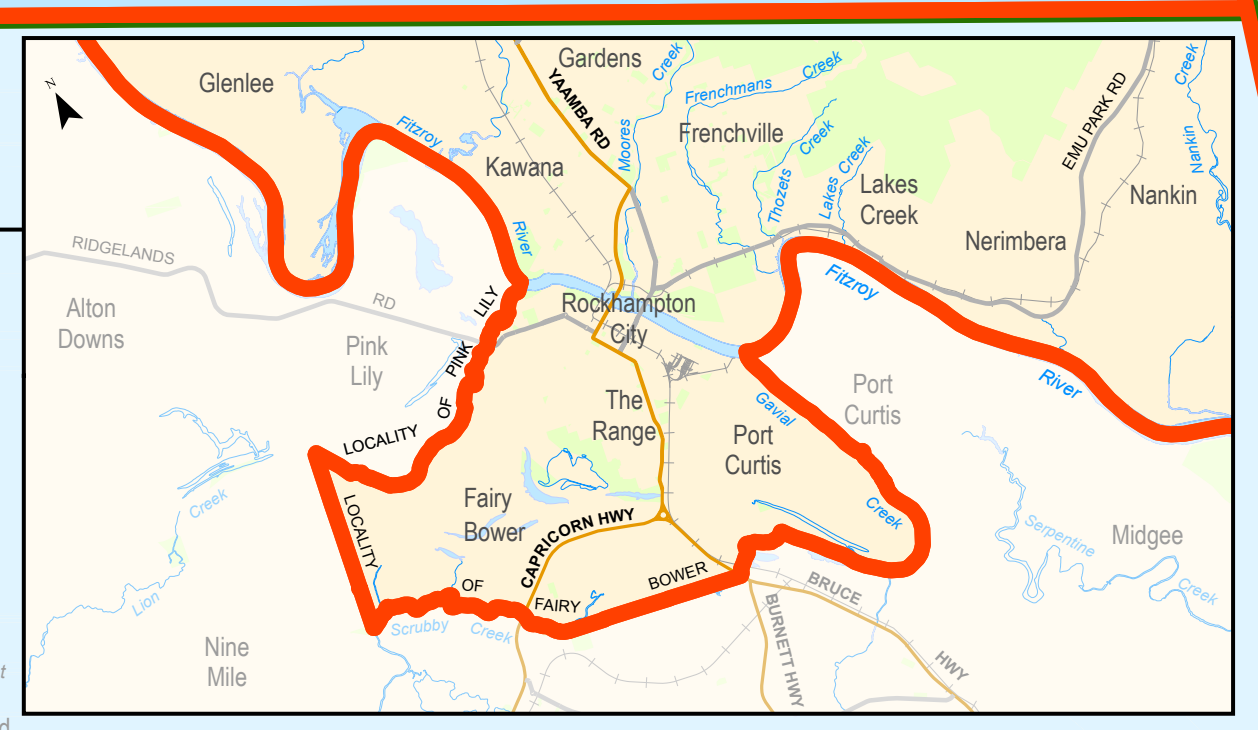 Gardens
Creek
Creek
Creek
N
Glenlee
YAAMBA RD
Frenchmans
EMU PARK RD
Moores
Frenchville
Fitzroy
Creek
Nankin
Kawana
Creek
Thozets
Lakes
Lakes
Creek
Nankin
River
Nerimbera
RIDGELANDS
RD
LILY
Fitzroy
Rockhampton
City
Alton
Downs
Pink
Lily
PINK
River
OF
The
Range
Gavial
Port
Curtis
Port
Curtis
LOCALITY
Creek
LOCALITY
Fairy
Bower
CAPRICORN HWY
Creek
Serpentine
Midgee
Creek
Lion
OF
FAIRY
BOWER
BRUCE
HWY
BURNETT HWY
Scrubby
Creek
Nine
Mile
t
d